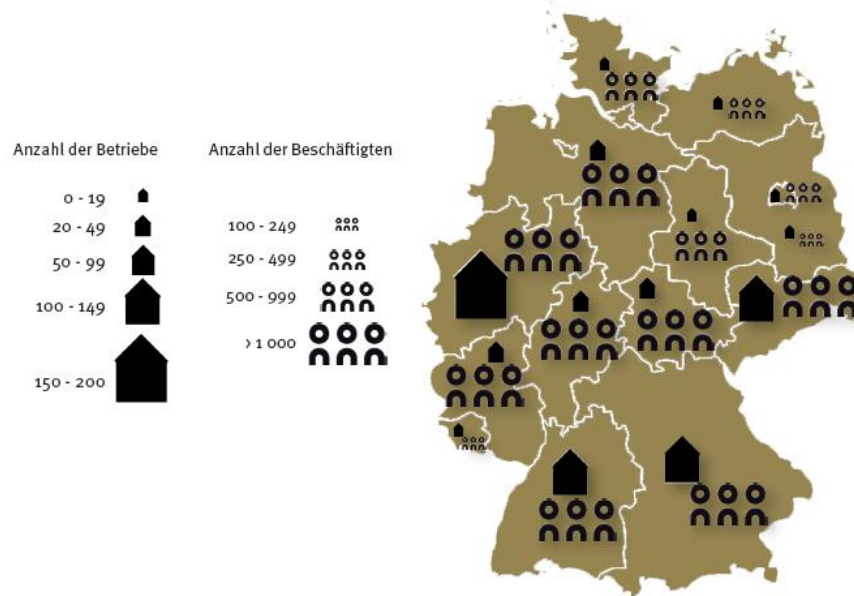 Anzahl der Betriebe
0 - 19
20 - 49
50 - 99
100 - 149
150 - 200
Anzahl der Beschäftigten
100 - 249
250 - 499
500 - 999
> 1 000